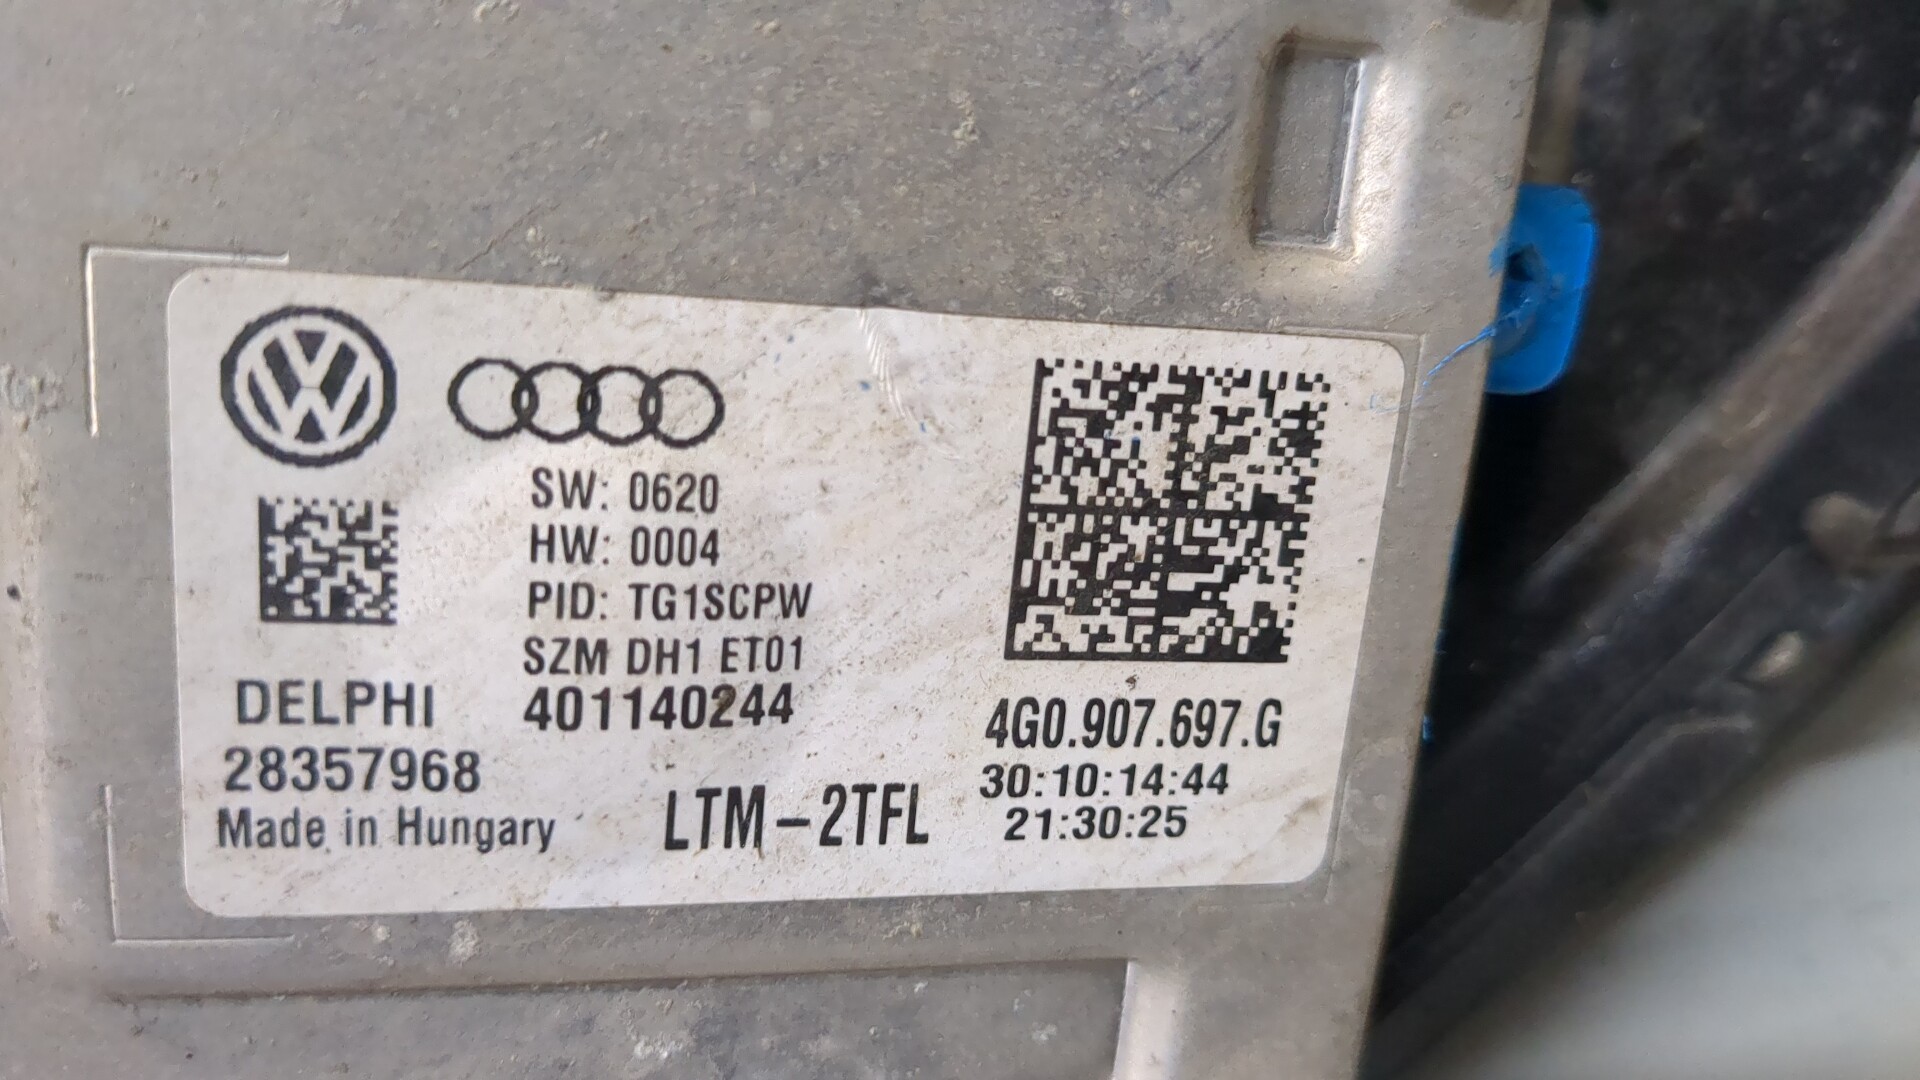 SW: 0620
HW: 0004
PID: TG1SCPW
SZM DH1 ET01
401140244
DELPHI
28357968
Made in Hungary
LTM-2TFL
4G0.907.697.G
30:10:14:44
21:30:25